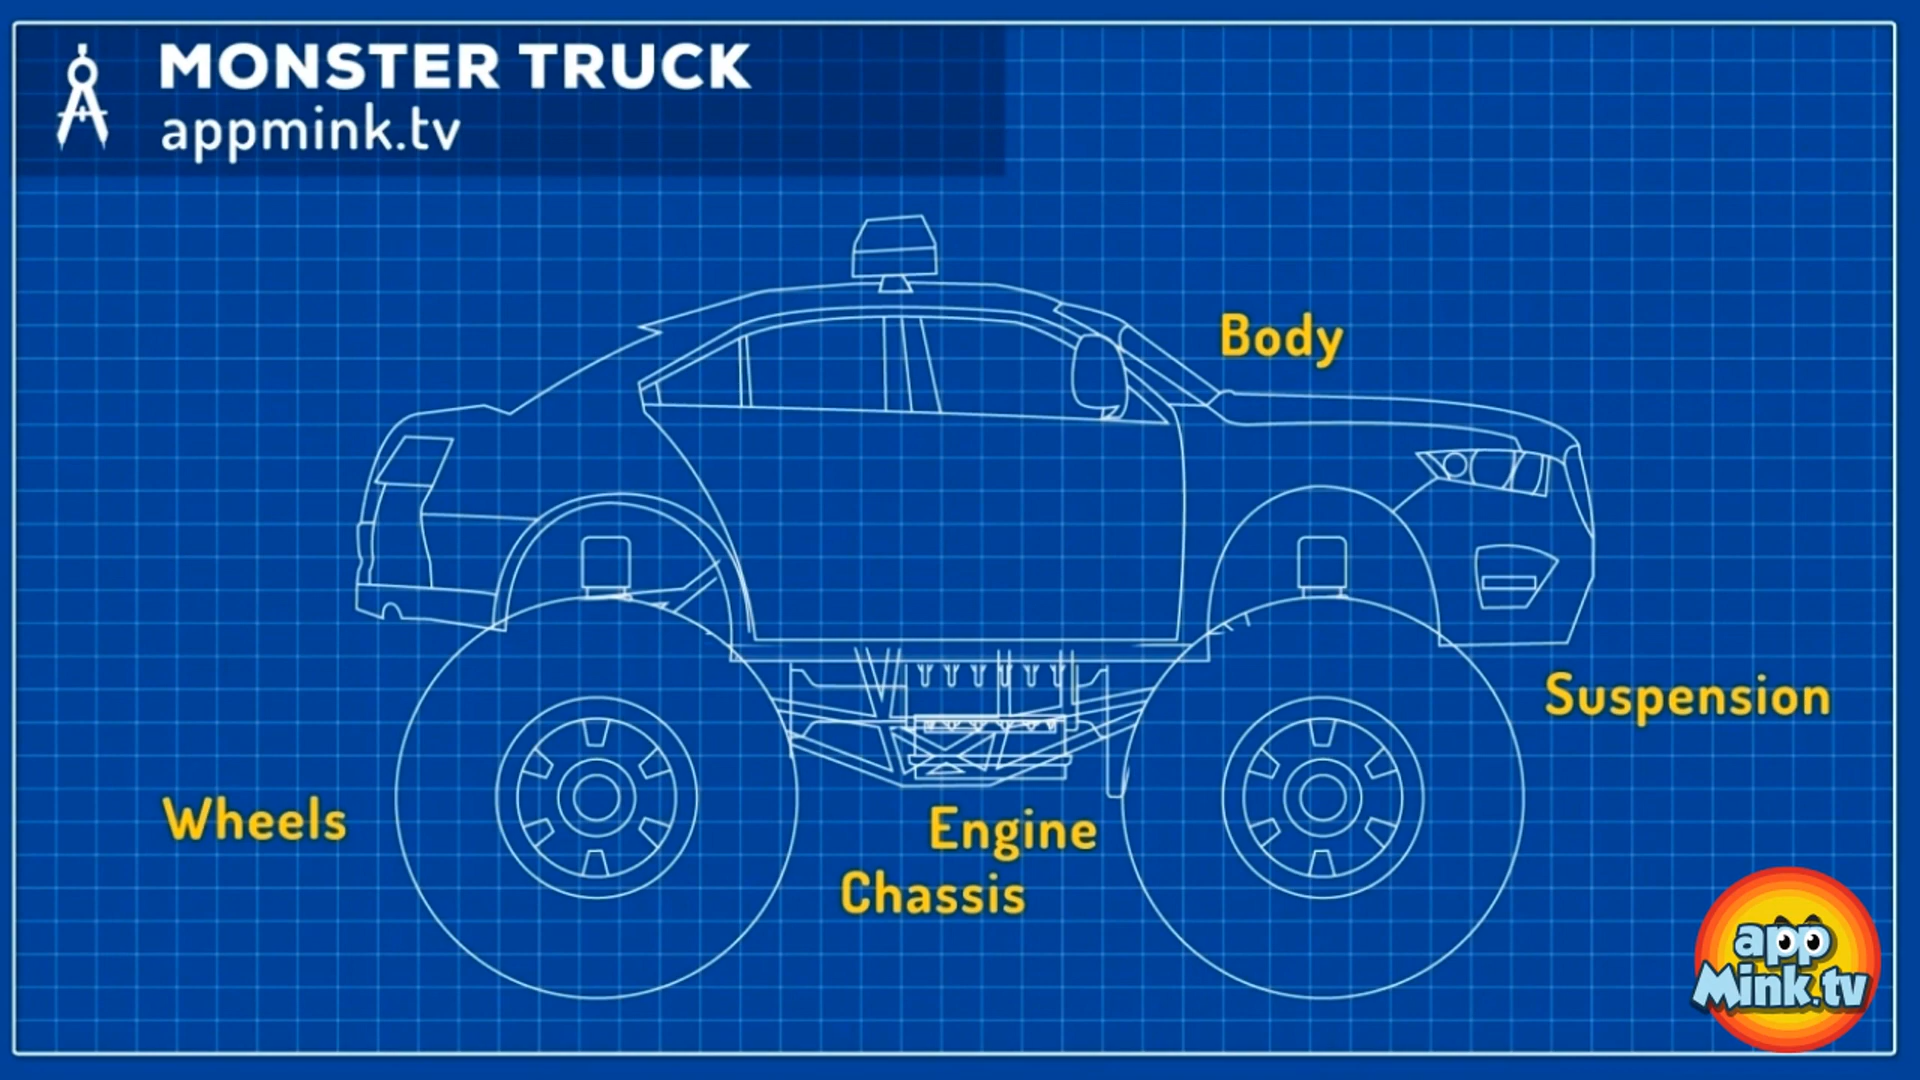 MONSTER TRUCK
appmink.tv
Body
Suspension
Wheels
Engine
Chassis
app
Mink.tv